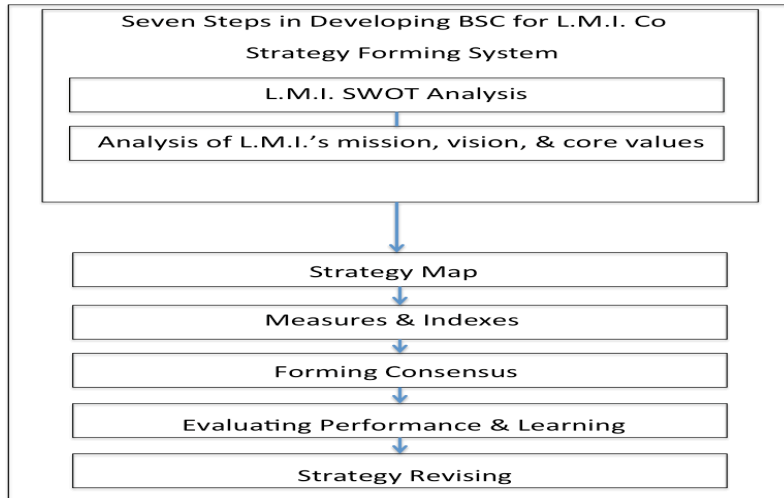 Seven Steps in Developing BSC for L.M.I. Co
Strategy Forming System
L.M.I. SWOT Analysis
Analysis of L.M.I.’s mission, vision, & core values
Strategy Map
Measures & Indexes
Forming Consensus
Evaluating Performance & Learning
Strategy Revising